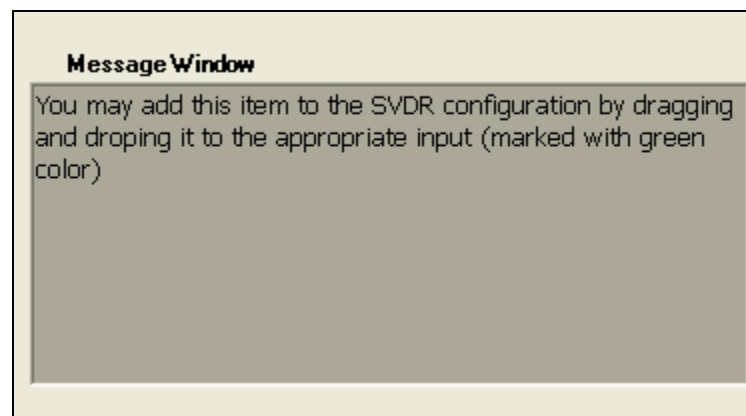 Message Window
You may add this item to the SVDR configuration by dragging
and droping it to the appropriate input (marked with green
color)